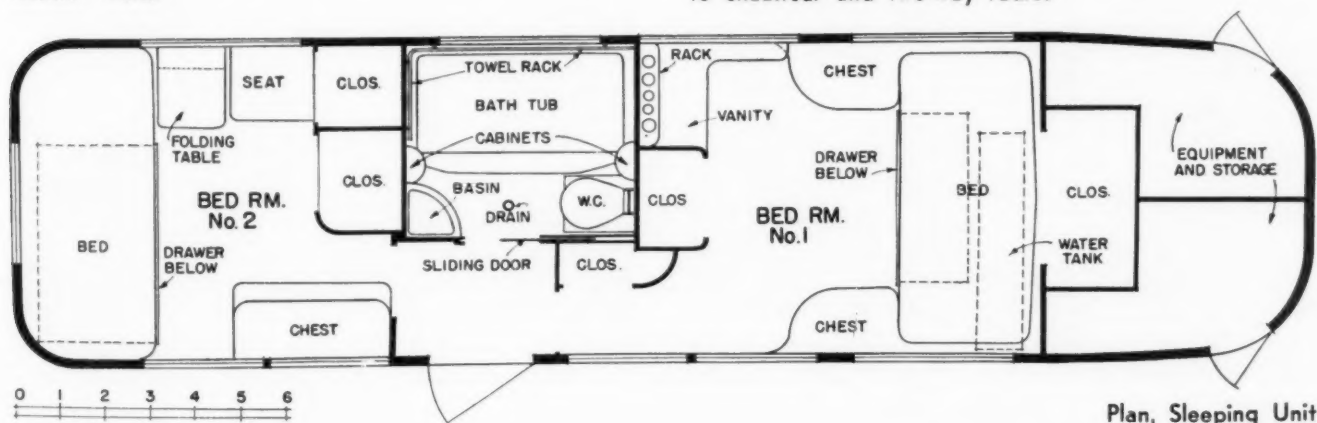 SEAT
CLOS.
TOWEL RACK
BATH TUB
CABINETS
RACK
CHEST
VANITY
FOLDING
TABLE
CLOS.
BASIN
DRAIN
W.C.
CLOS
DRAWER
BELOW
BED
EQUIPMENT
AND STORAGE
CLOS.
BED RM.
No. 2
BED
DRAWER
BELOW
SLIDING DOOR
CLOS.
BED RM.
No. 1
WATER
TANK
CHEST
CHEST
0 1 2 3 4 5 6
Plan, Sleeping Unit